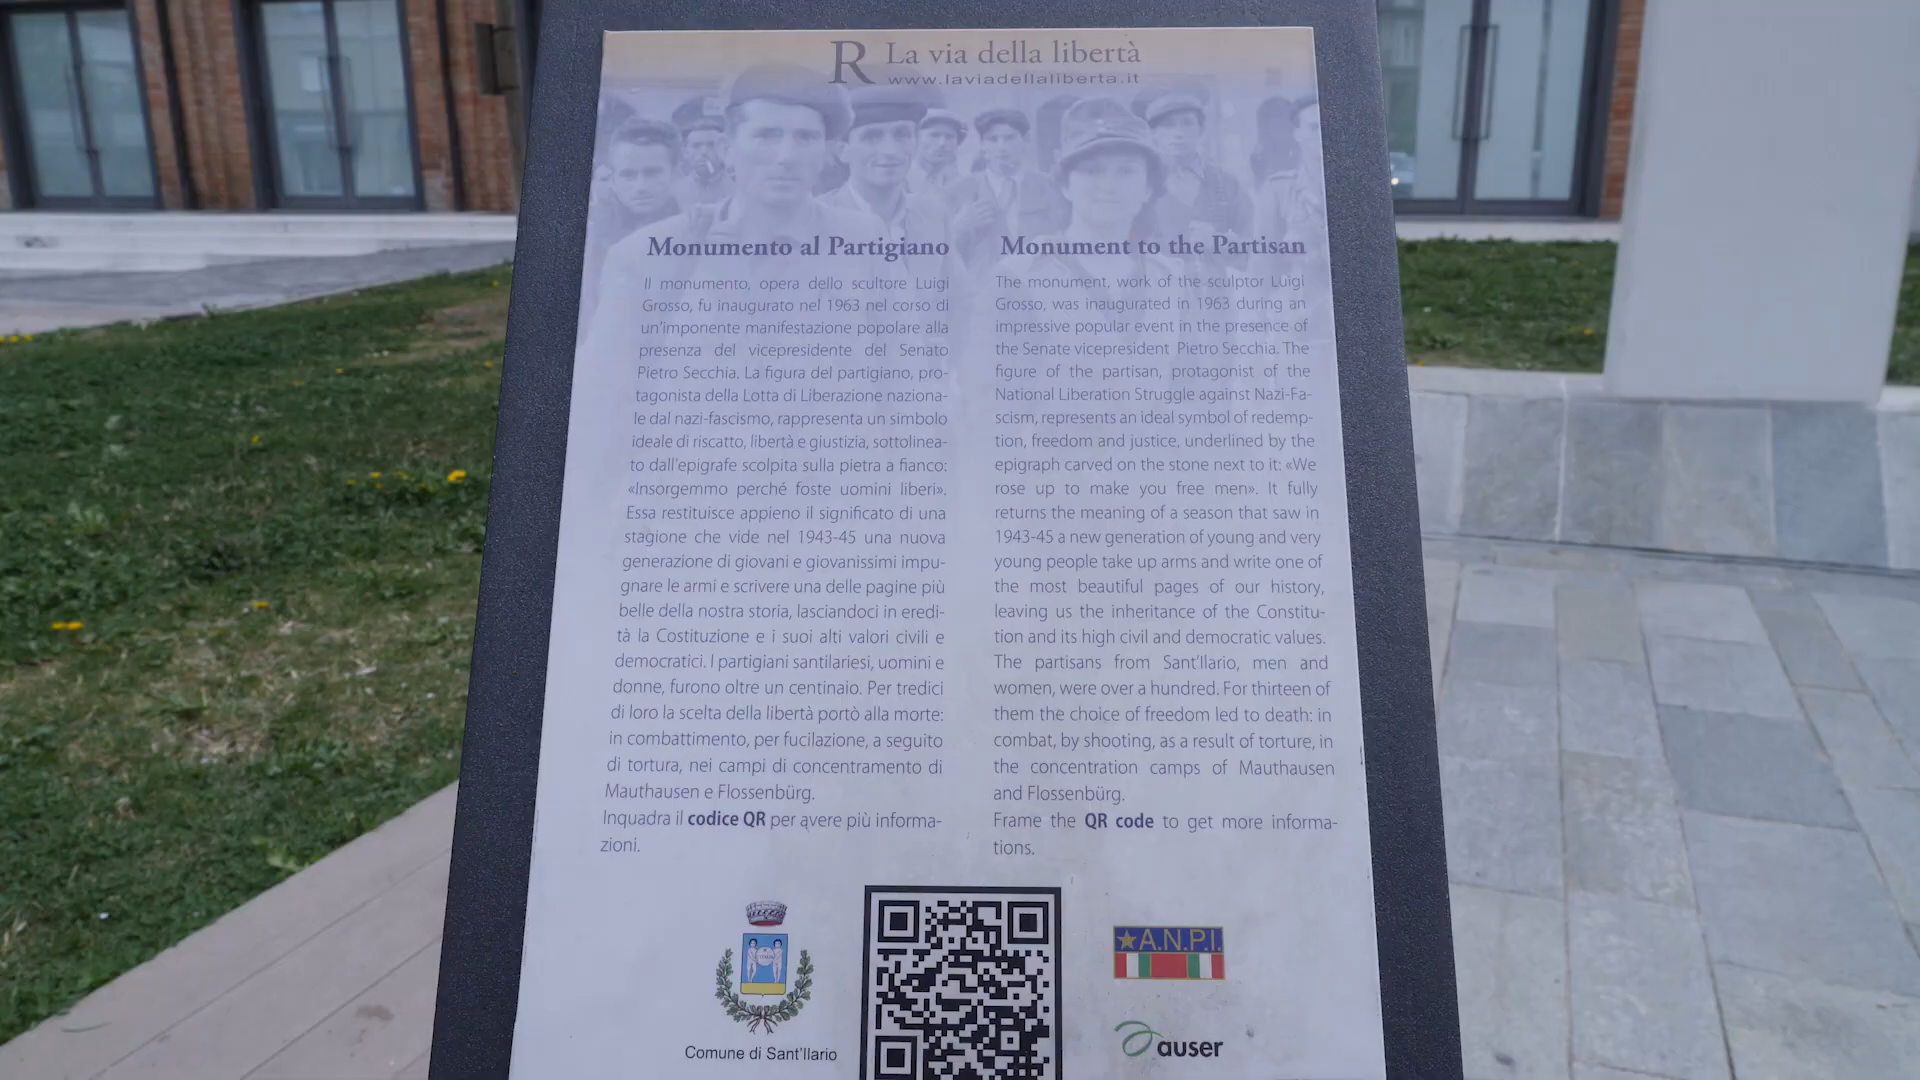 R La via della libertà
www.laviadellaliberta.it
Monumento al Partigiano
Il monumento, opera dello scultore Luigi
Grosso, fu inaugurato nel 1963 nel corso di
un'imponente manifestazione popolare alla
presenza del vicepresidente del Senato
Pietro Secchia. La figura del partigiano, pro-
tagonista della Lotta di Liberazione naziona-
le dal nazi-fascismo, rappresenta un simbolo
ideale di riscatto, libertà e giustizia, sottolinea-
to dall'epigrafe scolpita sulla pietra a fianco:
«Insorgemmo perché foste uomini liberi».
Essa restituisce appieno il significato di una
stagione che vide nel 1943-45 una nuova
generazione di giovani e giovanissimi impu-
gnare le armi e scrivere una delle pagine più
belle della nostra storia, lasciandoci in eredi-
tà la Costituzione e i suoi alti valori civili e
democratici. I partigiani santilariesi, uomini e
donne, furono oltre un centinaio. Per tredici
di loro la scelta della libertà portò alla morte:
in combattimento, per fucilazione, a seguito
di tortura, nei campi di concentramento di
Mauthausen e Flossenbürg.
Inquadra il codice QR per avere più informa-
zioni.
Monument to the Partisan
The monument, work of the sculptor Luigi
Grosso, was inaugurated in 1963 during an
impressive popular event in the presence of
the Senate vicepresident Pietro Secchia. The
figure of the partisan, protagonist of the
National Liberation Struggle against Nazi-Fa-
scism, represents an ideal symbol of redemp-
tion, freedom and justice, underlined by the
epigraph carved on the stone next to it: «We
rose up to make you free men». It fully
returns the meaning of a season that saw in
1943-45 a new generation of young and very
young people take up arms and write one of
the most beautiful pages of our history,
leaving us the inheritance of the Constitu-
tion and its high civil and democratic values.
The partisans from Sant'Ilario, men and
women, were over a hundred. For thirteen of
them the choice of freedom led to death: in
combat, by shooting, as a result of torture, in
the concentration camps of Mauthausen
and Flossenbürg.
Frame the QR code to get more informa-
tions.
Comune di Sant'Ilario
A.N.P.I.
auser